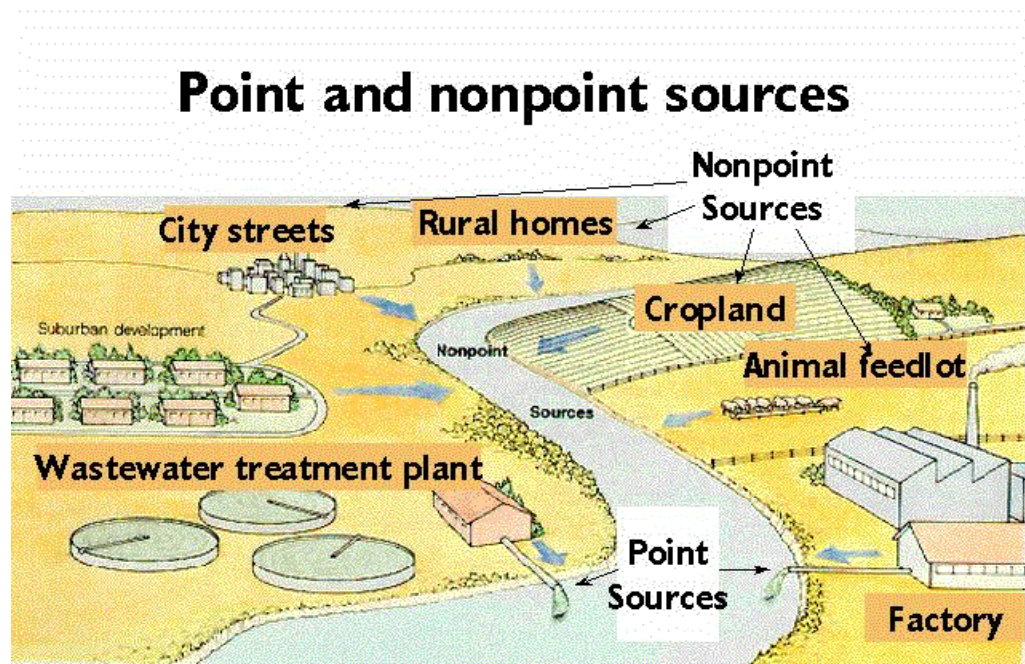 Point and nonpoint sources
Nonpoint
Sources
City streets
Rural homes
Cropland
Suburban development
Nonpoint
Animal feedlot
Sources
Wastewater treatment plant
Point
Sources
Factory